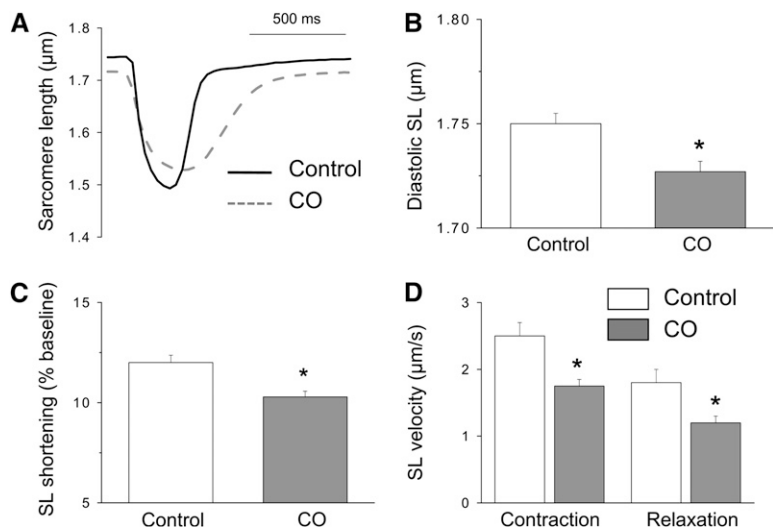 A
500 ms
Sarcomere length (µm)
1.8
1.7
1.6
1.5
1.4
Control
CO
B
Diastolic SL (µm)
1.80
1.75
1.70
*
Control
CO
C
SL shortening (% baseline)
15
10
5
*
Control
CO
D
SL velocity (µm/s)
3
2
1
0
Control
CO
*
*
Contraction
Relaxation